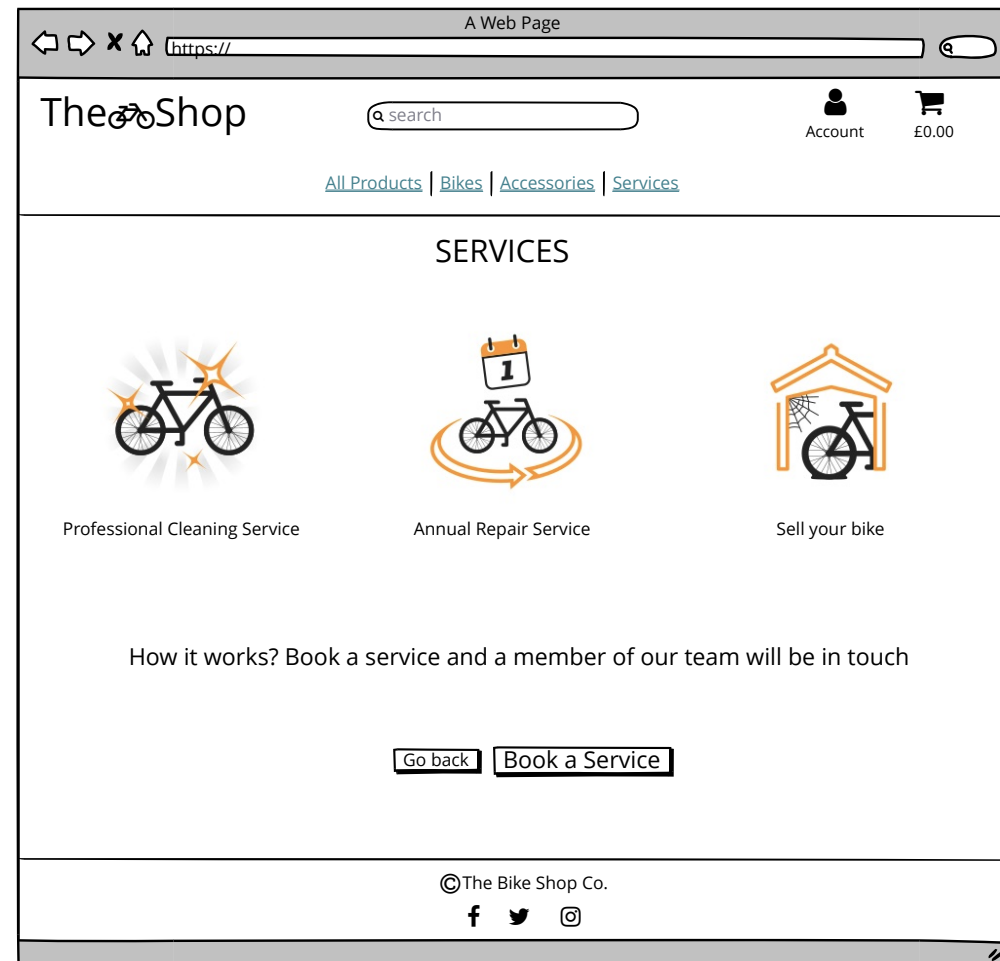 A Web Page
https://
The Shop
search
Account
£0.00
All Products | Bikes | Accessories | Services
SERVICES
1
Professional Cleaning Service
Annual Repair Service
Sell your bike
How it works? Book a service and a member of our team will be in touch
Go back
Book a Service
©The Bike Shop Co.